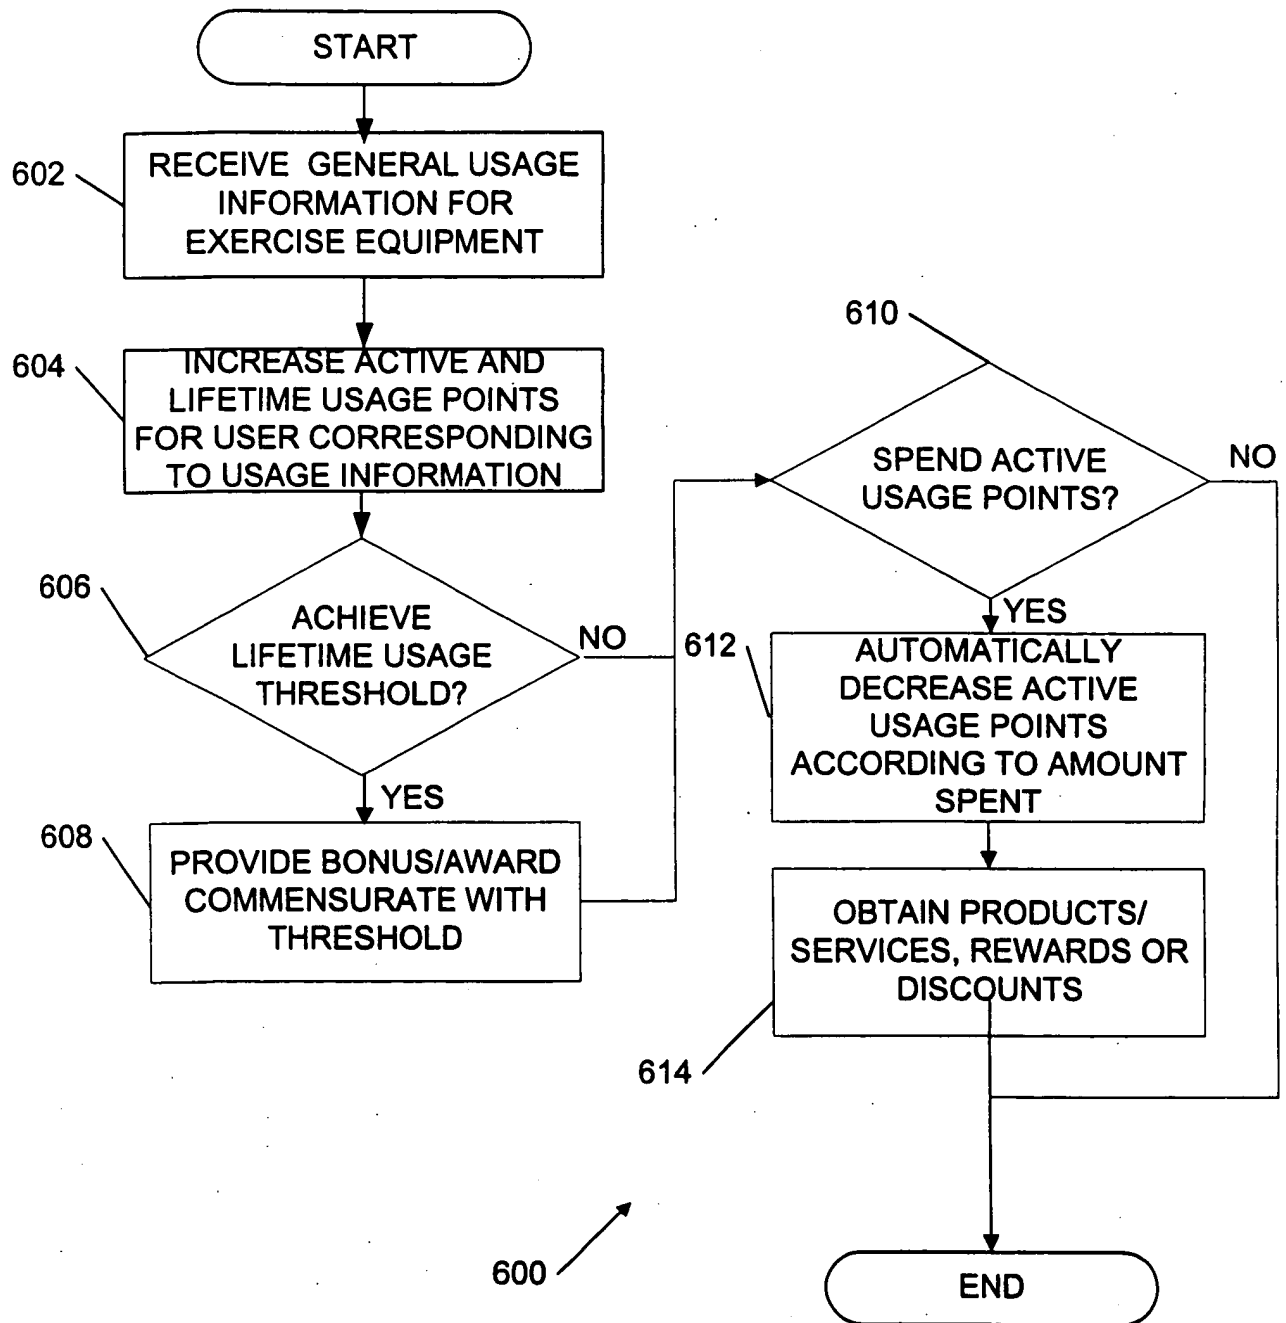 START
602
RECEIVE GENERAL USAGE
INFORMATION FOR
EXERCISE EQUIPMENT
604
INCREASE ACTIVE AND
LIFETIME USAGE POINTS
FOR USER CORRESPONDING
TO USAGE INFORMATION
606
ACHIEVE
LIFETIME USAGE
THRESHOLD?
NO
YES
608
PROVIDE BONUS/AWARD
COMMENSURATE WITH
THRESHOLD
610
SPEND ACTIVE
USAGE POINTS?
NO
YES
612
AUTOMATICALLY
DECREASE ACTIVE
USAGE POINTS
ACCORDING TO AMOUNT
SPENT
OBTAIN PRODUCTS/
SERVICES, REWARDS OR
DISCOUNTS
614
600
END